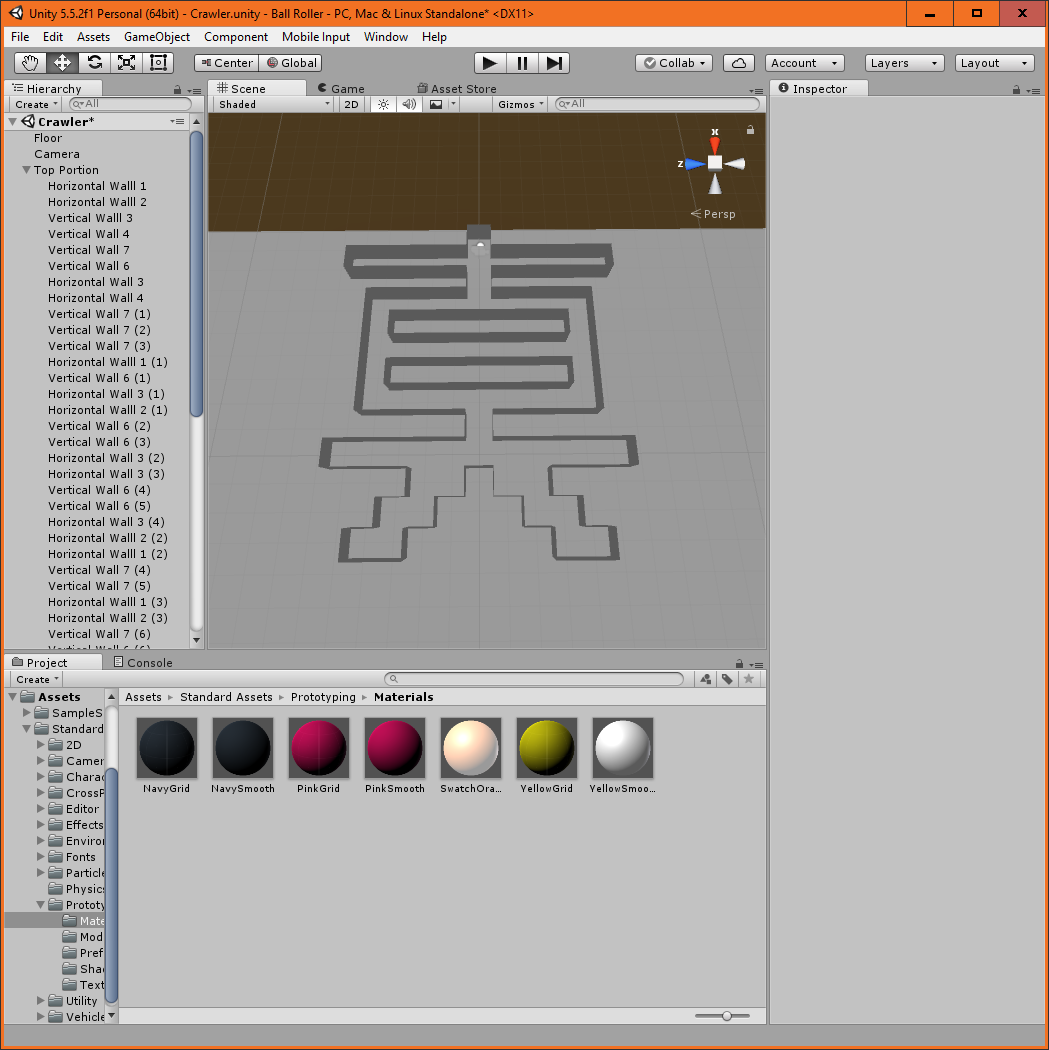 Unity 5.5.2f1 Personal (64bit) - Crawler.unity - Ball Roller - PC, Mac & Linux Standalone* <DX11>
File Edit Assets GameObject Component Mobile Input Window Help
Center Global Collab Account Layers Layout
Hierarchy
Create All
Crawler*
Floor
Camera
Top Portion
Horizontal Walll 1
Horizontal Walll 2
Vertical Walll 3
Vertical Wall 4
Vertical Wall 7
Vertical Wall 6
Horizontal Wall 3
Horizontal Wall 4
Vertical Wall 7 (1)
Vertical Wall 7 (2)
Vertical Wall 7 (3)
Horizontal Walll 1 (1)
Vertical Wall 6 (1)
Horizontal Wall 3 (1)
Horizontal Walll 2 (1)
Vertical Wall 6 (2)
Vertical Wall 6 (3)
Horizontal Wall 3 (2)
Horizontal Wall 3 (3)
Vertical Wall 6 (4)
Vertical Wall 6 (5)
Horizontal Wall 3 (4)
Horizontal Walll 2 (2)
Horizontal Walll 1 (2)
Vertical Wall 7 (4)
Vertical Wall 7 (5)
Horizontal Walll 1 (3)
Horizontal Walll 2 (3)
Vertical Wall 7 (6)
Scene Game Asset Store
Shaded 2D Gizmos All
x
z
Persp
Inspector
Project Console
Create
Assets
SampleS
Standard
2D
Camer
Charac
CrossP
Editor
Effects
Enviror
Fonts
Particle
Physics
Prototy
Mate
Mod
Pref
Sha
Text
Utility
Vehicle
Assets Standard Assets Prototyping Materials
NavyGrid NavySmooth PinkGrid PinkSmooth SwatchOra... YellowGrid YellowSmoo...